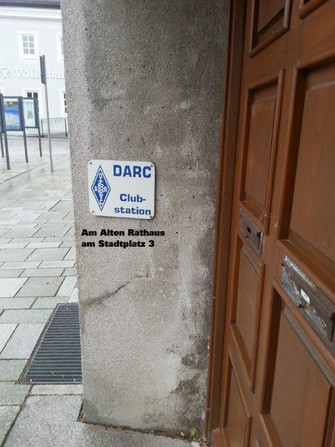 DARC
Club-
station
Am Alten Rathaus
am Stadtplatz 3